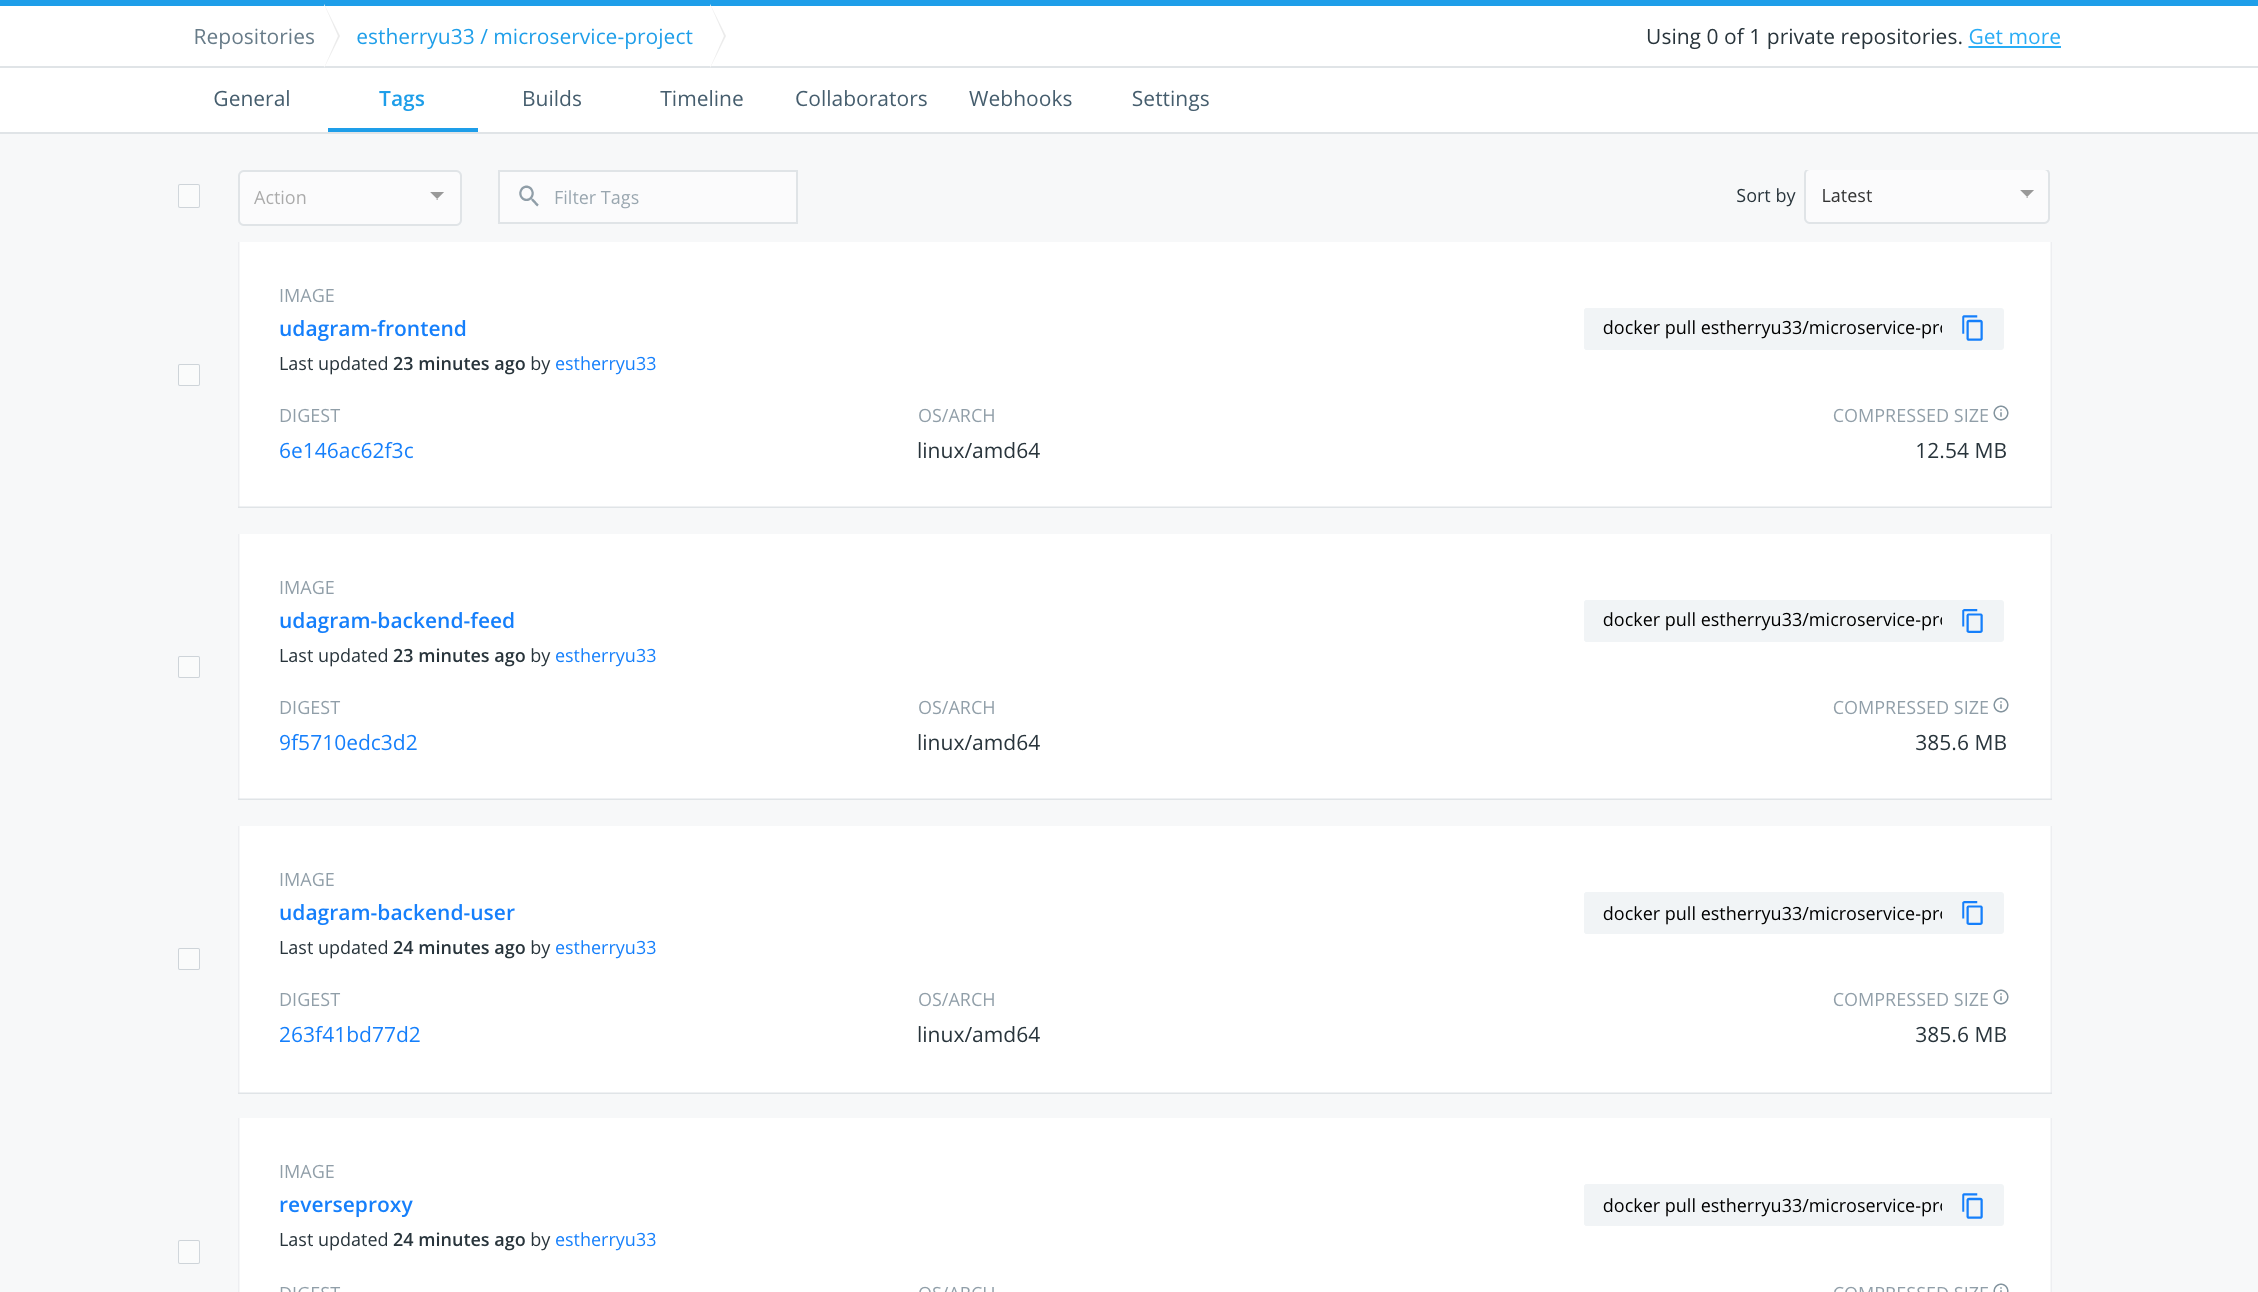 Repositories estherryu33 / microservice-project Using 0 of 1 private repositories. Get more
General Tags Builds Timeline Collaborators Webhooks Settings
Action Filter Tags Sort by Latest
IMAGE
udagram-frontend docker pull estherryu33/microservice-pr
Last updated 23 minutes ago by estherryu33
DIGEST OS/ARCH COMPRESSED SIZE
6e146ac62f3c linux/amd64 12.54 MB
IMAGE
udagram-backend-feed docker pull estherryu33/microservice-pr
Last updated 23 minutes ago by estherryu33
DIGEST OS/ARCH COMPRESSED SIZE
9f5710edc3d2 linux/amd64 385.6 MB
IMAGE
udagram-backend-user docker pull estherryu33/microservice-pr
Last updated 24 minutes ago by estherryu33
DIGEST OS/ARCH COMPRESSED SIZE
263f41bd77d2 linux/amd64 385.6 MB
IMAGE
reverseproxy docker pull estherryu33/microservice-pr
Last updated 24 minutes ago by estherryu33
DIGEST OS/ARCH COMPRESSED SIZE